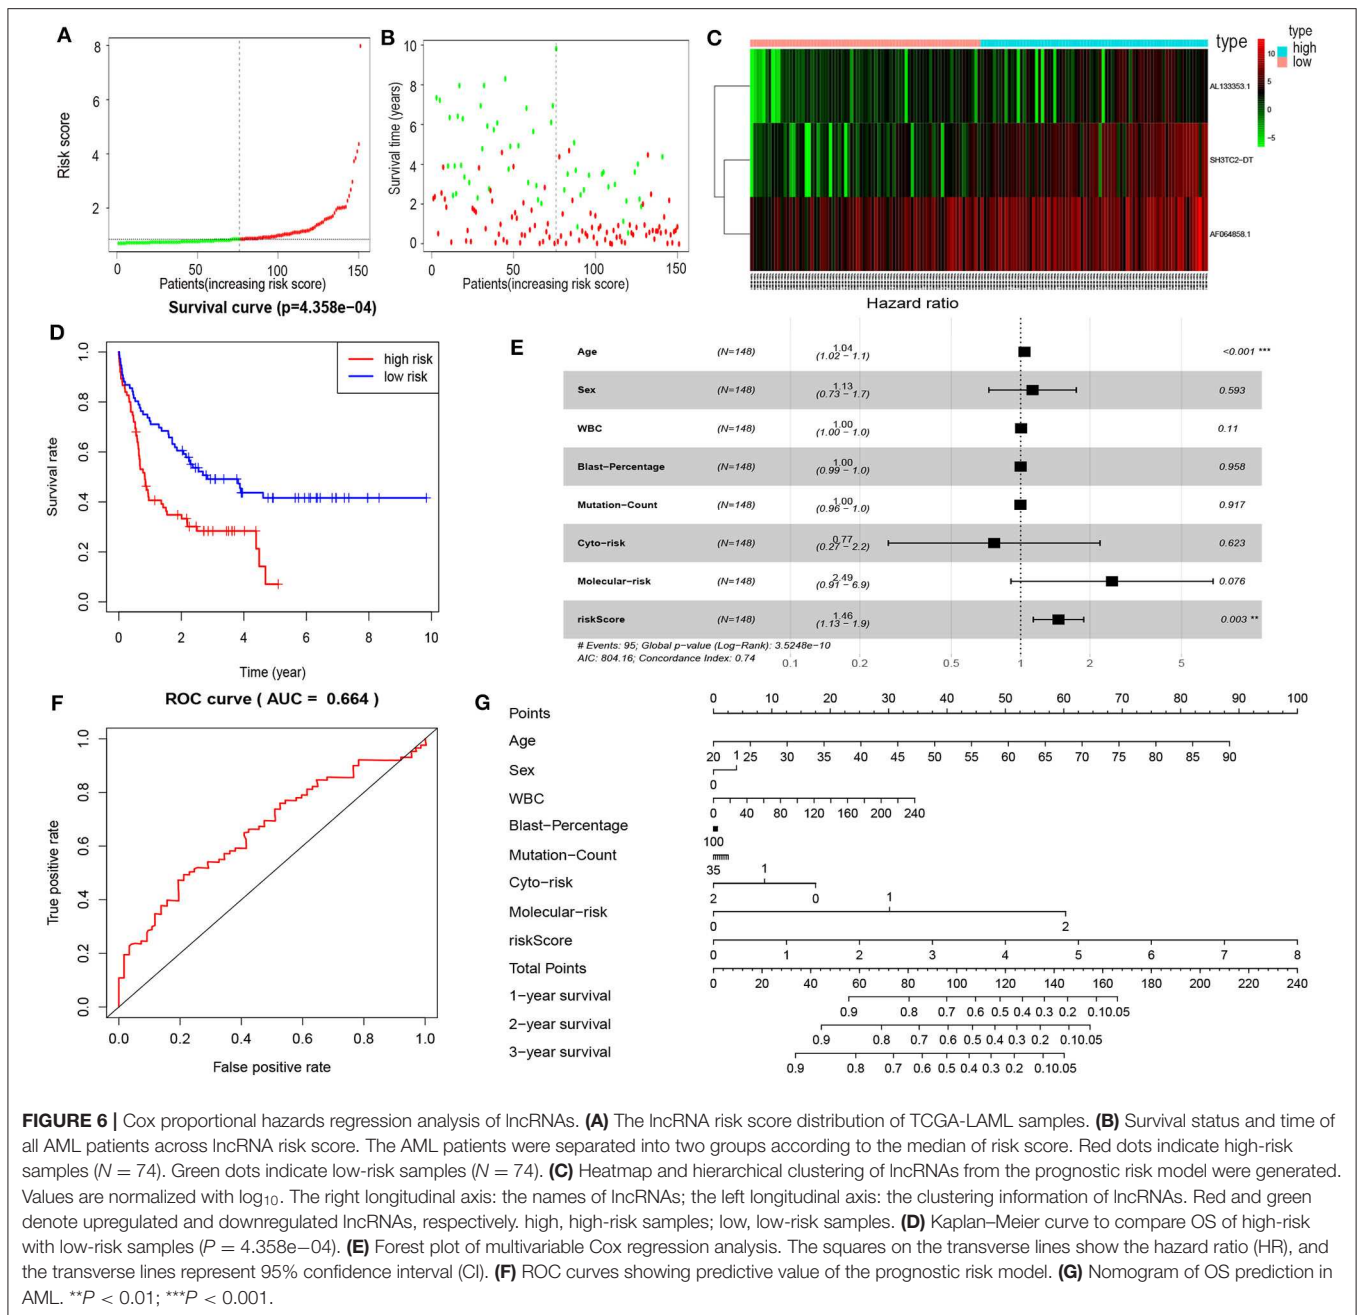 A
Risk score
8
6
4
2
0
50
100
150
Patients(increasing risk score)
B
Survival time (years)
10
8
6
4
2
0
0
50
100
150
Patients(increasing risk score)
C
type
10
5
0
−5
type
high
low
AL133353.1
SH3TC2−DT
AF064858.1
D
Survival curve (p=4.358e−04)
high risk
low risk
Survival rate
1.0
0.8
0.6
0.4
0.2
0.0
0 2 4 6 8 10
Time (year)
E
Hazard ratio
Age (N=148) 1.04 (1.02 − 1.1) <0.001 ***
Sex (N=148) 1.13 (0.73 − 1.7) 0.593
WBC (N=148) 1.00 (1.00 − 1.0) 0.11
Blast−Percentage (N=148) 1.00 (0.99 − 1.0) 0.958
Mutation−Count (N=148) 1.00 (0.96 − 1.0) 0.917
Cyto−risk (N=148) 0.77 (0.27 − 2.2) 0.623
Molecular−risk (N=148) 2.49 (0.91 − 6.9) 0.076
riskScore (N=148) 1.46 (1.13 − 1.9) 0.003 **
# Events: 95; Global p−value (Log−Rank): 3.5248e−10
AIC: 804.16; Concordance Index: 0.74
0.1 0.2 0.5 1 2 5
F
ROC curve ( AUC = 0.664 )
True positive rate
1.0
0.8
0.6
0.4
0.2
0.0
0.0 0.2 0.4 0.6 0.8 1.0
False positive rate
G
0 10 20 30 40 50 60 70 80 90 100
Points
Age
20 25 30 35 40 45 50 55 60 65 70 75 80 85 90
1
Sex
0
WBC
0 20 40 60 80 120 160 200 240
Blast−Percentage
100
Mutation−Count
35
1
Cyto−risk
2 0
1
Molecular−risk
0 2
riskScore
0 1 2 3 4 5 6 7 8
Total Points
0 20 40 60 80 100 120 140 160 180 200 220 240
1−year survival
0.9 0.8 0.7 0.6 0.5 0.4 0.3 0.2 0.1 0.05
2−year survival
0.9 0.8 0.7 0.6 0.5 0.4 0.3 0.2 0.1 0.05
3−year survival
0.9 0.8 0.7 0.6 0.5 0.4 0.3 0.2 0.1 0.05
FIGURE 6 | Cox proportional hazards regression analysis of lncRNAs. (A) The lncRNA risk score distribution of TCGA-LAML samples. (B) Survival status and time of
all AML patients across lncRNA risk score. The AML patients were separated into two groups according to the median of risk score. Red dots indicate high-risk
samples (N = 74). Green dots indicate low-risk samples (N = 74). (C) Heatmap and hierarchical clustering of lncRNAs from the prognostic risk model were generated.
Values are normalized with log10. The right longitudinal axis: the names of lncRNAs; the left longitudinal axis: the clustering information of lncRNAs. Red and green
denote upregulated and downregulated lncRNAs, respectively. high, high-risk samples; low, low-risk samples. (D) Kaplan–Meier curve to compare OS of high-risk
with low-risk samples (P = 4.358e−04). (E) Forest plot of multivariable Cox regression analysis. The squares on the transverse lines show the hazard ratio (HR), and
the transverse lines represent 95% confidence interval (CI). (F) ROC curves showing predictive value of the prognostic risk model. (G) Nomogram of OS prediction in
AML. **P < 0.01; ***P < 0.001.